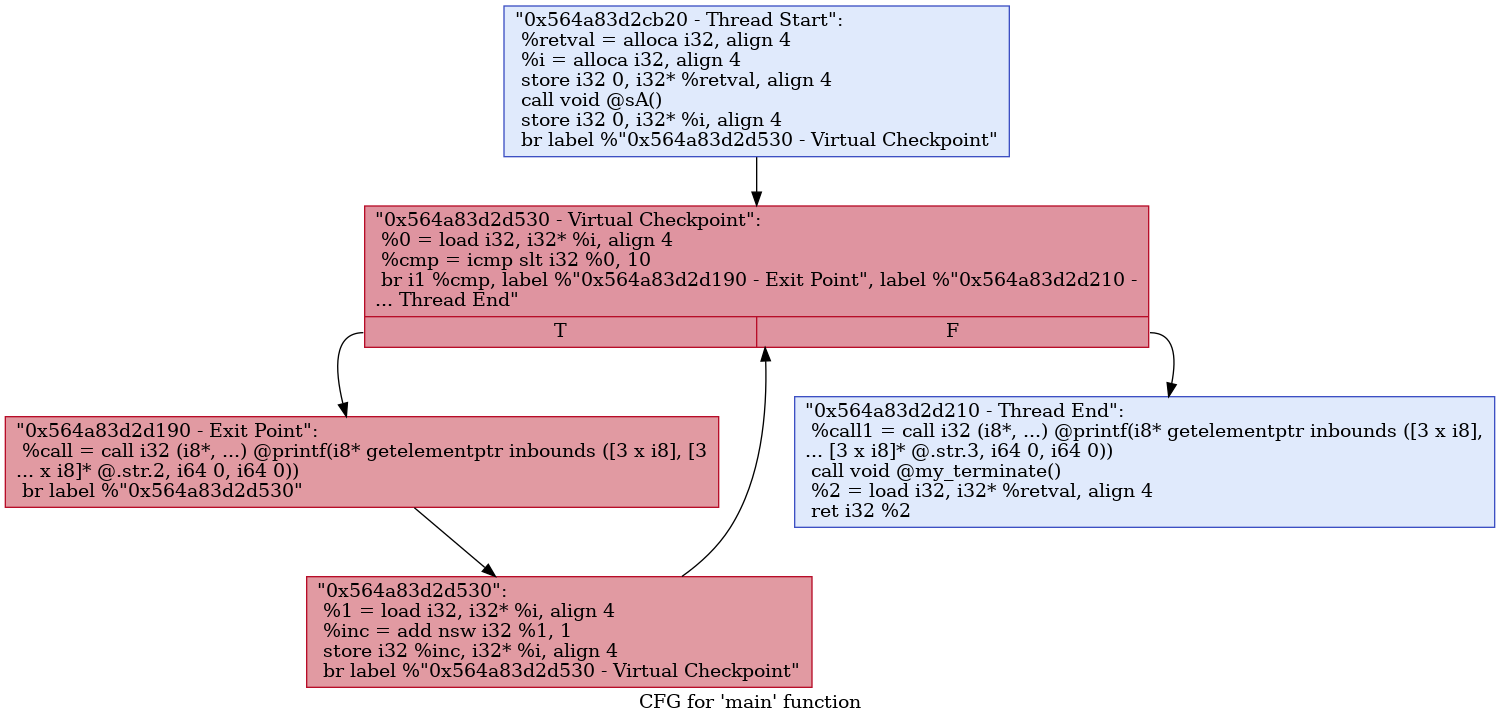 "0x564a83d2cb20 - Thread Start":
%retval = alloca i32, align 4
%i = alloca i32, align 4
store i32 0, i32* %retval, align 4
call void @sA()
store i32 0, i32* %i, align 4
br label %"0x564a83d2d530 - Virtual Checkpoint"
"0x564a83d2d530 - Virtual Checkpoint":
%0 = load i32, i32* %i, align 4
%cmp = icmp slt i32 %0, 10
br i1 %cmp, label %"0x564a83d2d190 - Exit Point", label %"0x564a83d2d210 -
... Thread End"
T F
"0x564a83d2d190 - Exit Point":
%call = call i32 (i8*, ...) @printf(i8* getelementptr inbounds ([3 x i8], [3
... x i8]* @.str.2, i64 0, i64 0))
br label %"0x564a83d2d530"
"0x564a83d2d210 - Thread End":
%call1 = call i32 (i8*, ...) @printf(i8* getelementptr inbounds ([3 x i8],
... [3 x i8]* @.str.3, i64 0, i64 0))
call void @my_terminate()
%2 = load i32, i32* %retval, align 4
ret i32 %2
"0x564a83d2d530":
%1 = load i32, i32* %i, align 4
%inc = add nsw i32 %1, 1
store i32 %inc, i32* %i, align 4
br label %"0x564a83d2d530 - Virtual Checkpoint"
CFG for 'main' function